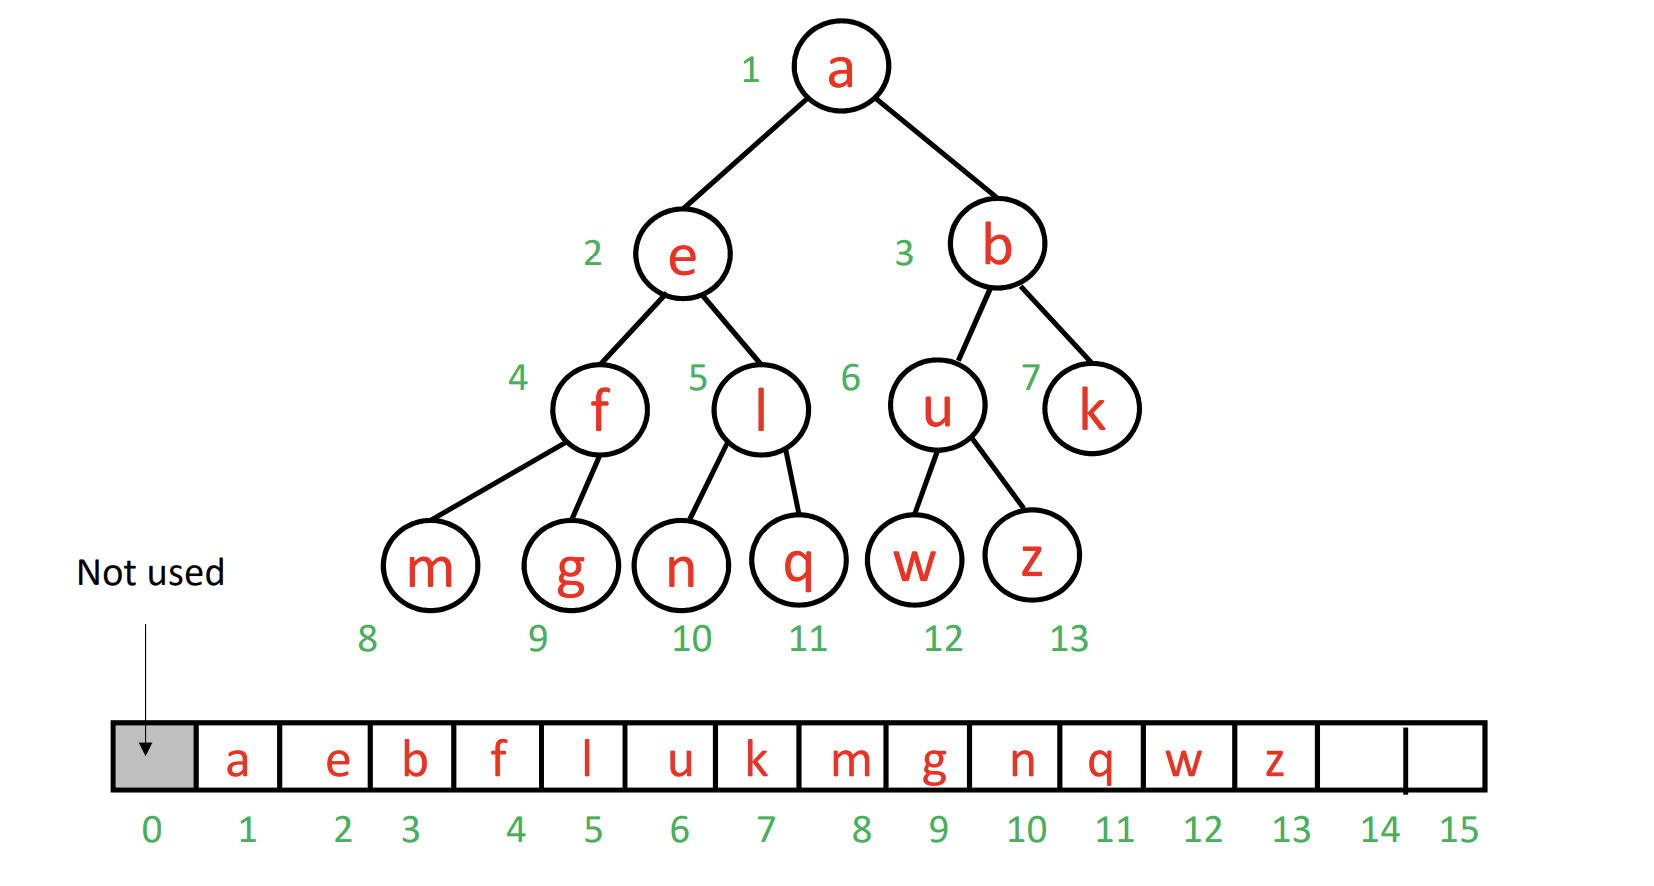 1 a
2 e 3 b
4 f 5 l 6 u 7 k
m g n q w z
Not used
8 9 10 11 12 13
a e b f l u k m g n q w z
0 1 2 3 4 5 6 7 8 9 10 11 12 13 14 15